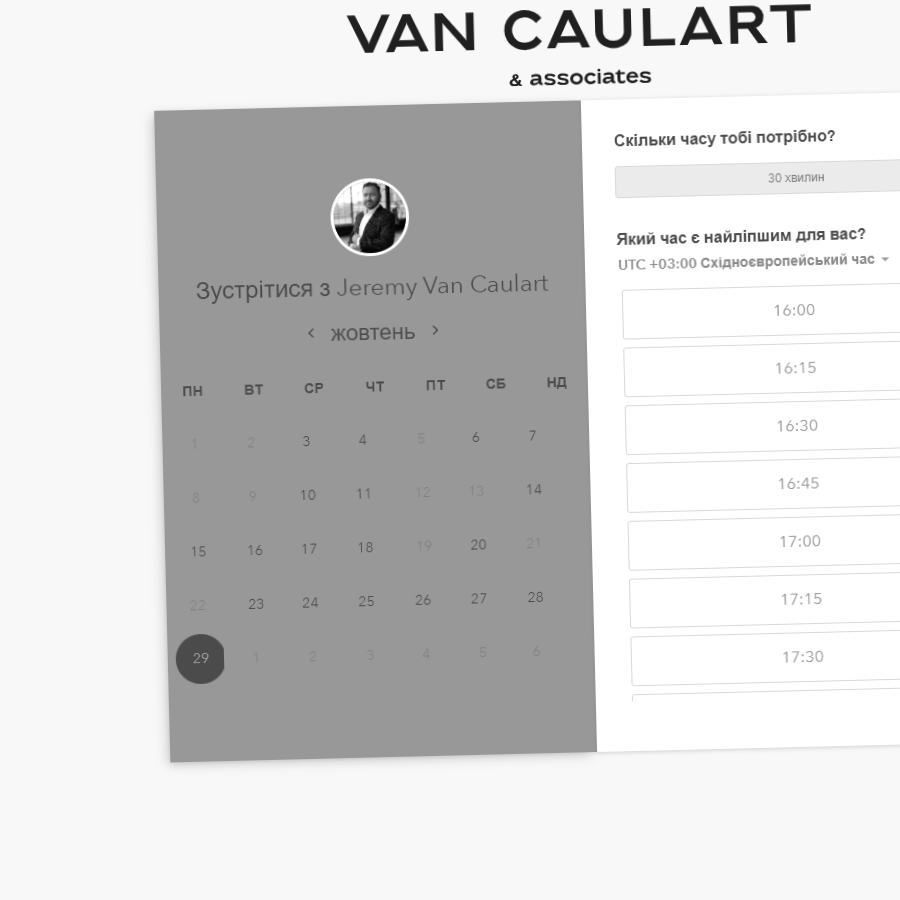 VAN CAULART
& associates
Зустрітися з Jeremy Van Caulart
‹ жовтень ›
ПН ВТ СР ЧТ ПТ СБ НД
1 2 3 4 5 6 7
8 9 10 11 12 13 14
15 16 17 18 19 20 21
22 23 24 25 26 27 28
29 1 2 3 4 5 6
Скільки часу тобі потрібно?
30 хвилин
Який час є найліпшим для вас?
UTC +03:00 Східноєвропейський час
16:00
16:15
16:30
16:45
17:00
17:15
17:30